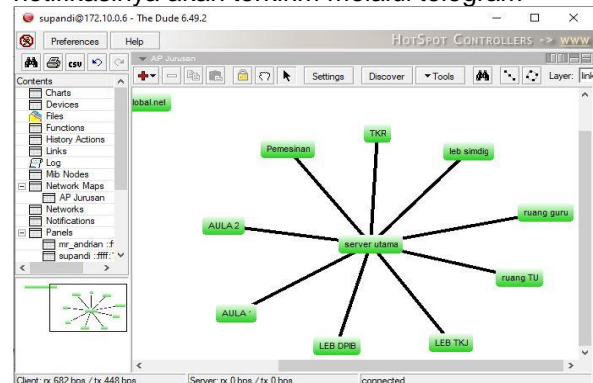 notifikasinya akan terkirim melalui telegram
supandi@172.10.0.6 - The Dude 6.49.2
Preferences Help HOTSPOT CONTROLLERS -> WWW
CSV AP Jurusan
Contents Settings Discover Tools Layer: link
Charts
Devices
Files
Functions
History Actions
Links
Log
Mib Nodes
Network Maps
AP Jurusan
Networks
Notifications
Panels
mr_andrian ::f
supandi ::ffff:
lobal.net
TKR
Pemesinan
leb simdig
ruang guru
AULA 2
server utama
ruang TU
AULA
LEB DPIB
LEB TKJ
Client: rx 682 bps / tx 448 bps Server: rx 0 bps / tx 0 bps connected